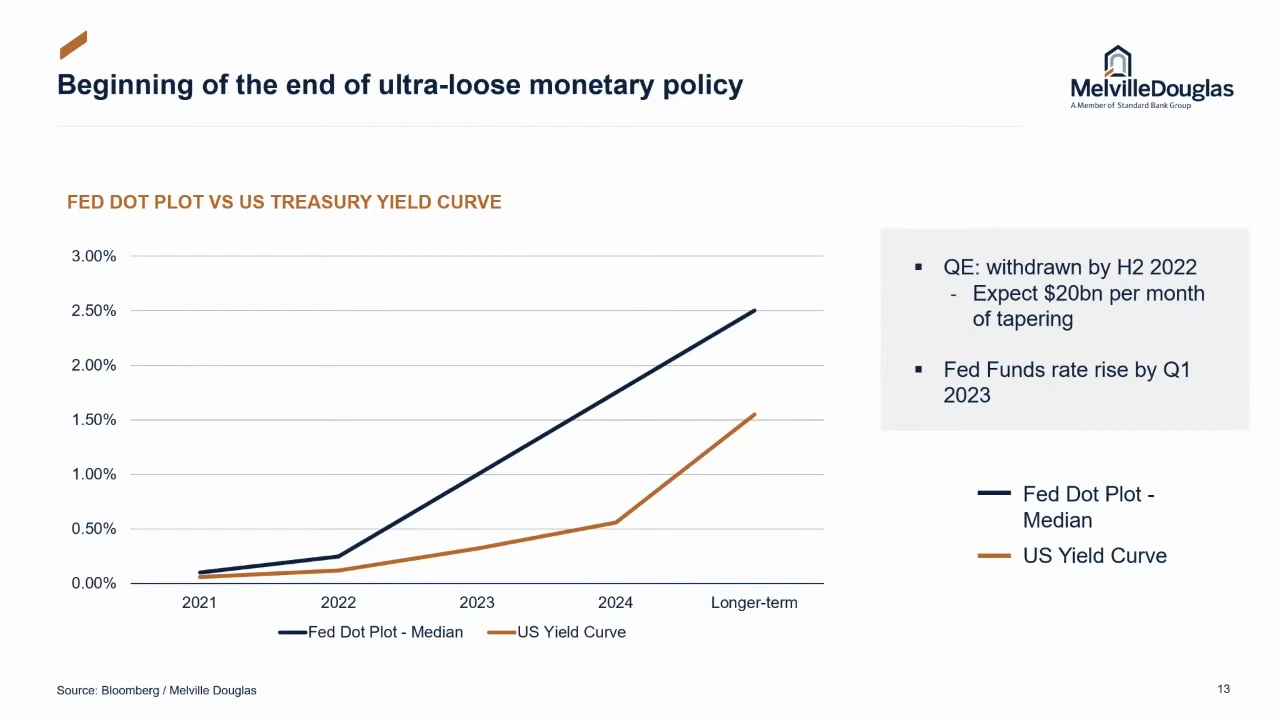 Beginning of the end of ultra-loose monetary policy
MelvilleDouglas
A Member of Standard Bank Group
FED DOT PLOT VS US TREASURY YIELD CURVE
3.00%
2.50%
2.00%
1.50%
1.00%
0.50%
0.00%
2021
2022
2023
2024
Longer-term
Fed Dot Plot - Median
US Yield Curve
▪ QE: withdrawn by H2 2022
- Expect $20bn per month
of tapering
▪ Fed Funds rate rise by Q1
2023
Fed Dot Plot -
Median
US Yield Curve
Source: Bloomberg / Melville Douglas
13